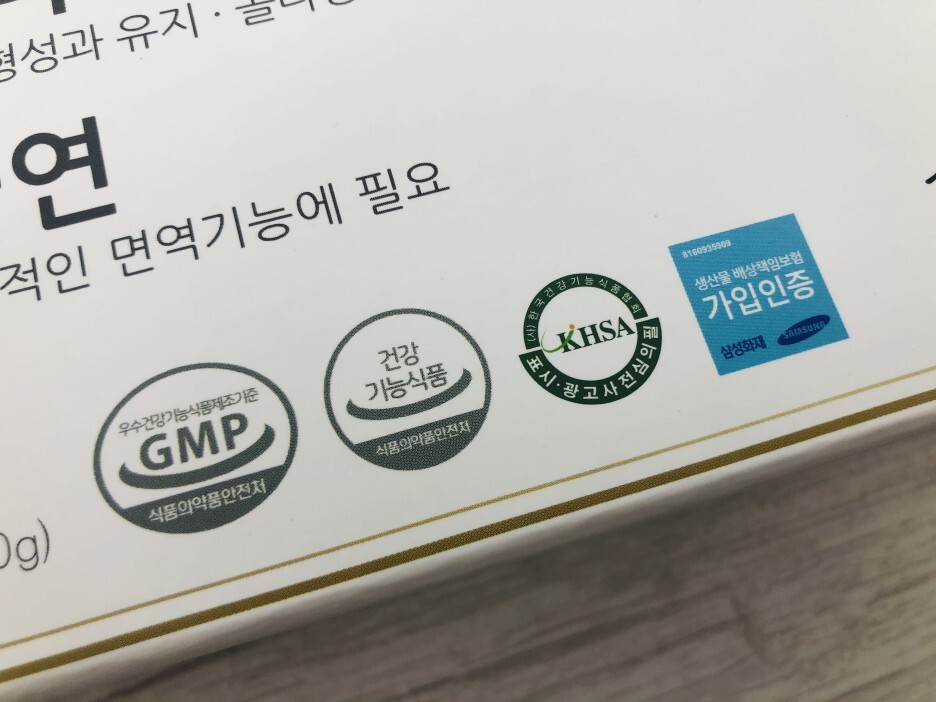 형성과 유지 ·
연
적인 면역기능에 필요
우수건강기능식품제조기준
GMP
식품의약품안전처
건강
기능식품
식품의약품안전처
(사)한국건강기능식품협회
KHSA
표시·광고사전심의필
8160935909
생산물 배상책임보험
가입인증
삼성화재 SAMSUNG
0g)